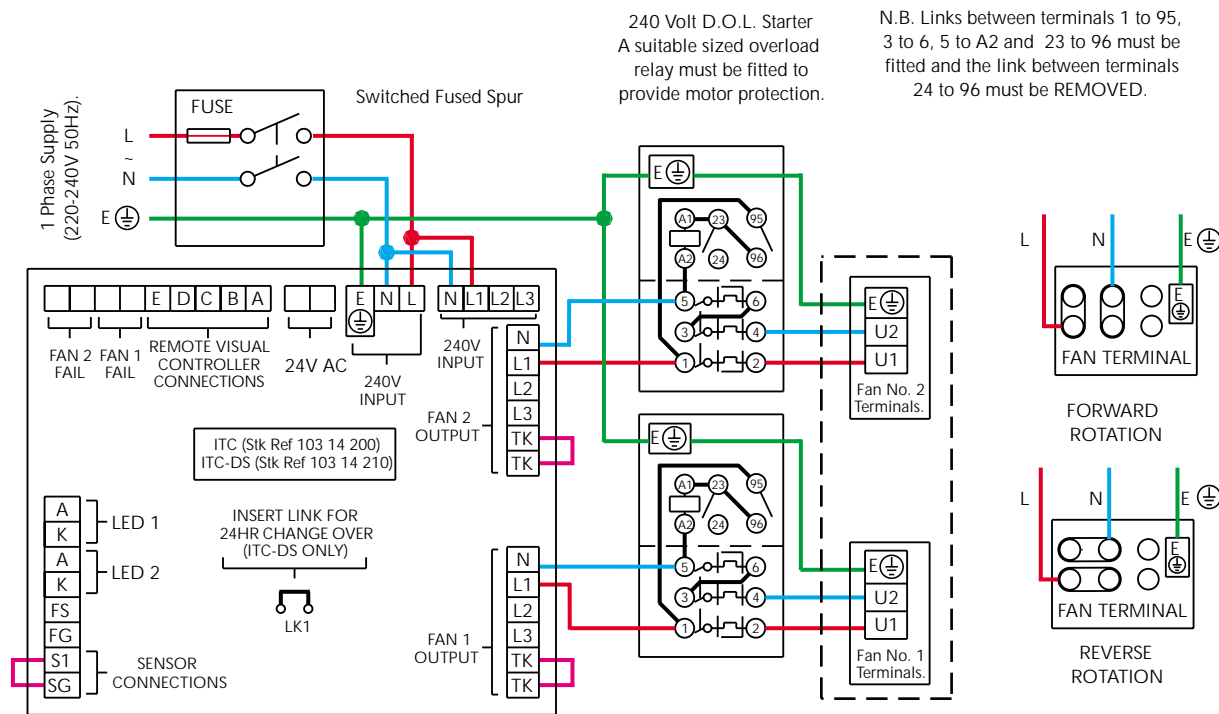 240 Volt D.O.L. Starter
A suitable sized overload
relay must be fitted to
provide motor protection.
N.B. Links between terminals 1 to 95,
3 to 6, 5 to A2 and 23 to 96 must be
fitted and the link between terminals
24 to 96 must be REMOVED.
1 Phase Supply
(220-240V 50Hz).
L
~
N
E
FUSE
Switched Fused Spur
E D C B A
E N L
N L1 L2 L3
FAN 2
FAIL
FAN 1
FAIL
REMOTE VISUAL
CONTROLLER
CONNECTIONS
24V AC
240V
INPUT
240V
INPUT
N
L1
L2
L3
TK
TK
FAN 2
OUTPUT
ITC (Stk Ref 103 14 200)
ITC-DS (Stk Ref 103 14 210)
INSERT LINK FOR
24HR CHANGE OVER
(ITC-DS ONLY)
LK1
A
K
A
K
FS
FG
S1
SG
LED 1
LED 2
SENSOR
CONNECTIONS
N
L1
L2
L3
TK
TK
FAN 1
OUTPUT
E
A1 23 95
A2 24 96
5 6
3 4
1 2
E
U2
U1
Fan No. 2
Terminals.
E
A1 23 95
A2 24 96
5 6
3 4
1 2
E
U2
U1
Fan No. 1
Terminals.
L N E
E
FAN TERMINAL
FORWARD
ROTATION
L N E
E
FAN TERMINAL
REVERSE
ROTATION